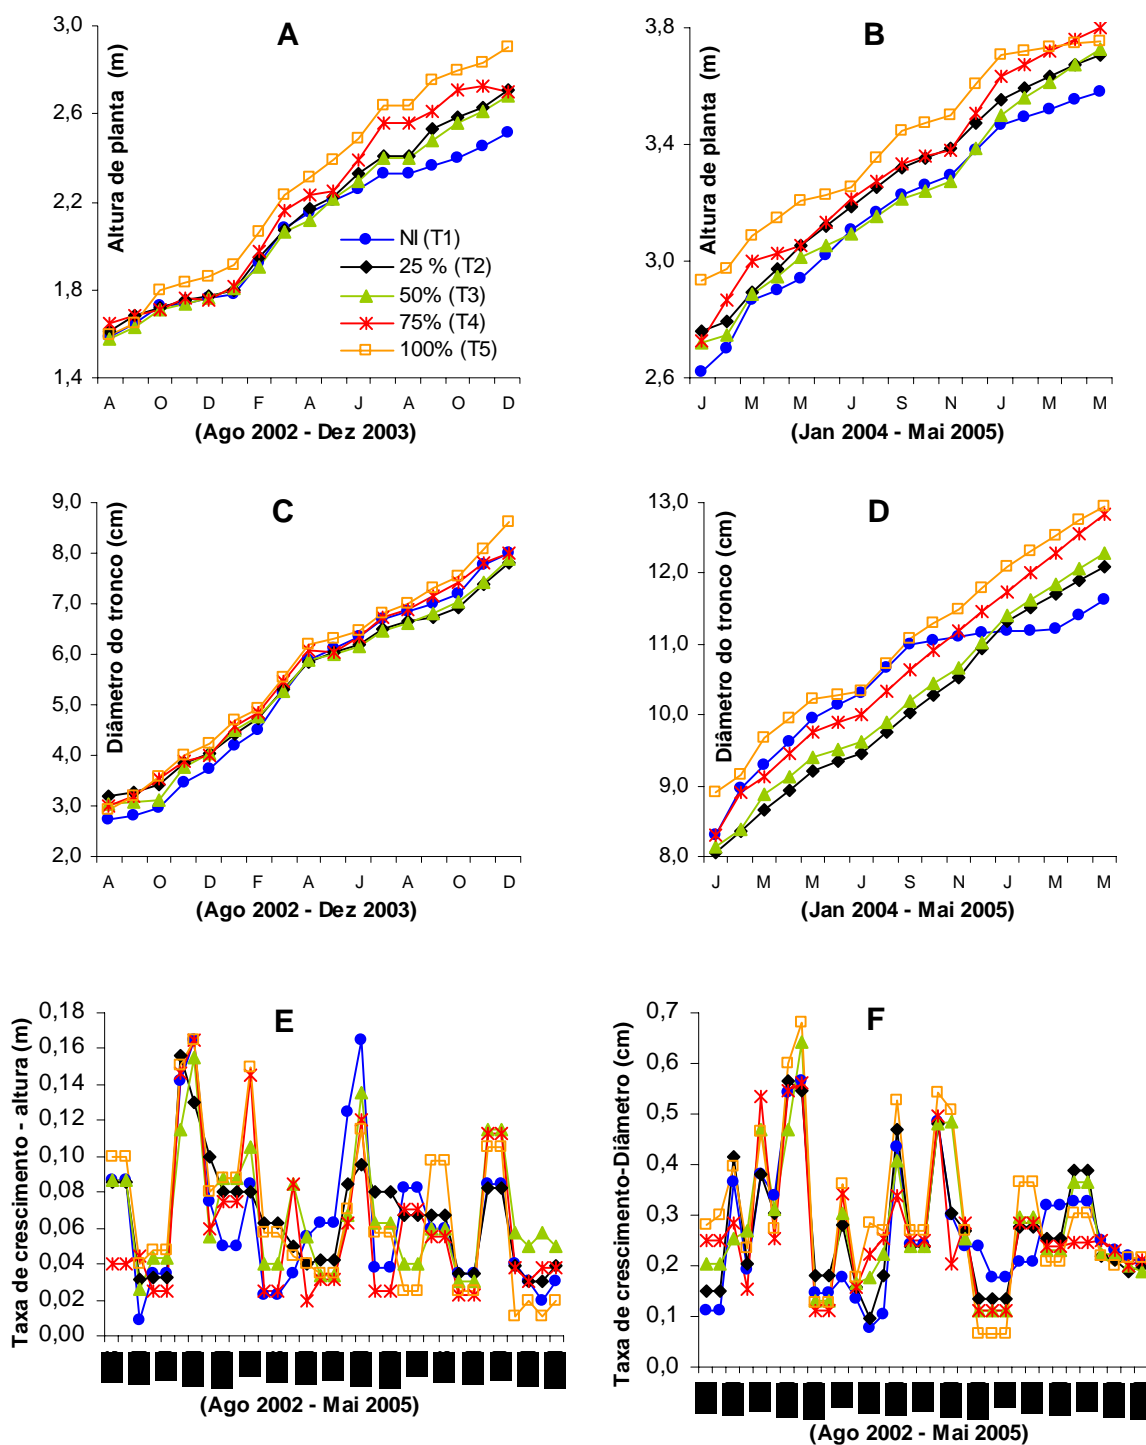 A
Altura de planta (m)
3,0
2,6
2,2
1,8
1,4
A O D F A J A O D
(Ago 2002 - Dez 2003)
NI (T1)
25 % (T2)
50% (T3)
75% (T4)
100% (T5)
B
Altura de planta (m)
3,8
3,4
3,0
2,6
J M M J S N J M M
(Jan 2004 - Mai 2005)
C
Diâmetro do tronco (cm)
9,0
8,0
7,0
6,0
5,0
4,0
3,0
2,0
A O D F A J A O D
(Ago 2002 - Dez 2003)
D
Diâmetro do tronco (cm)
13,0
12,0
11,0
10,0
9,0
8,0
J M M J S N J M M
(Jan 2004 - Mai 2005)
E
Taxa de crescimento - altura (m)
0,18
0,16
0,14
0,12
0,10
0,08
0,06
0,04
0,02
0,00
(Ago 2002 - Mai 2005)
F
Taxa de crescimento-Diâmetro (cm)
0,7
0,6
0,5
0,4
0,3
0,2
0,1
0,0
(Ago 2002 - Mai 2005)